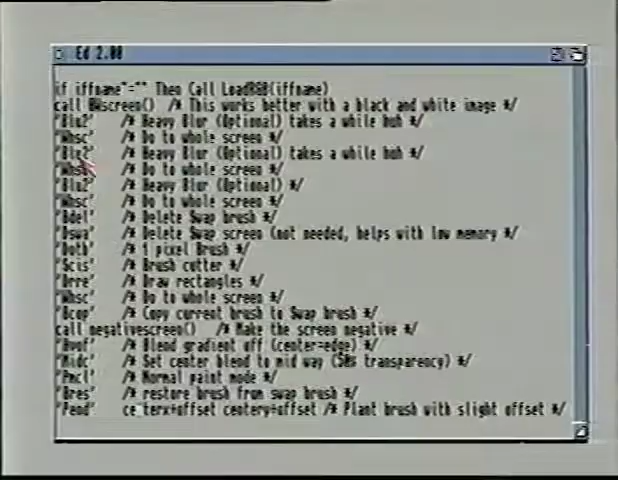 Ed 2.00
if iffname~="" Then Call LoadRGB(iffname)
call BWscreen() /* This works better with a black and white image */
'Blu2' /* Heavy Blur (Optional) takes a while huh */
'Whsc' /* Do to whole screen */
'Blu2' /* Heavy Blur (Optional) takes a while huh */
'Whsc' /* Do to whole screen */
'Blu2' /* Heavy Blur (Optional) */
'Whsc' /* Do to whole screen */
'Bdel' /* Delete Swap brush */
'Dswa' /* Delete Swap screen (not needed, helps with low memory */
'Dotb' /* 1 pixel Brush */
'Scis' /* Brush cutter */
'Drre' /* Draw rectangles */
'Whsc' /* Do to whole screen */
'Bcop' /* Copy current brush to Swap brush */
call negativescreen() /* Make the screen negative */
/* Blend gradient off (center=edge) */
'Midc' /* Set center blend to mid way (50% transparency) */
'Pncl' /* Normal paint mode */
'Bres' /* restore brush from swap brush */
'Pend' ce terx+offset centery+offset /* Plant brush with slight offset */